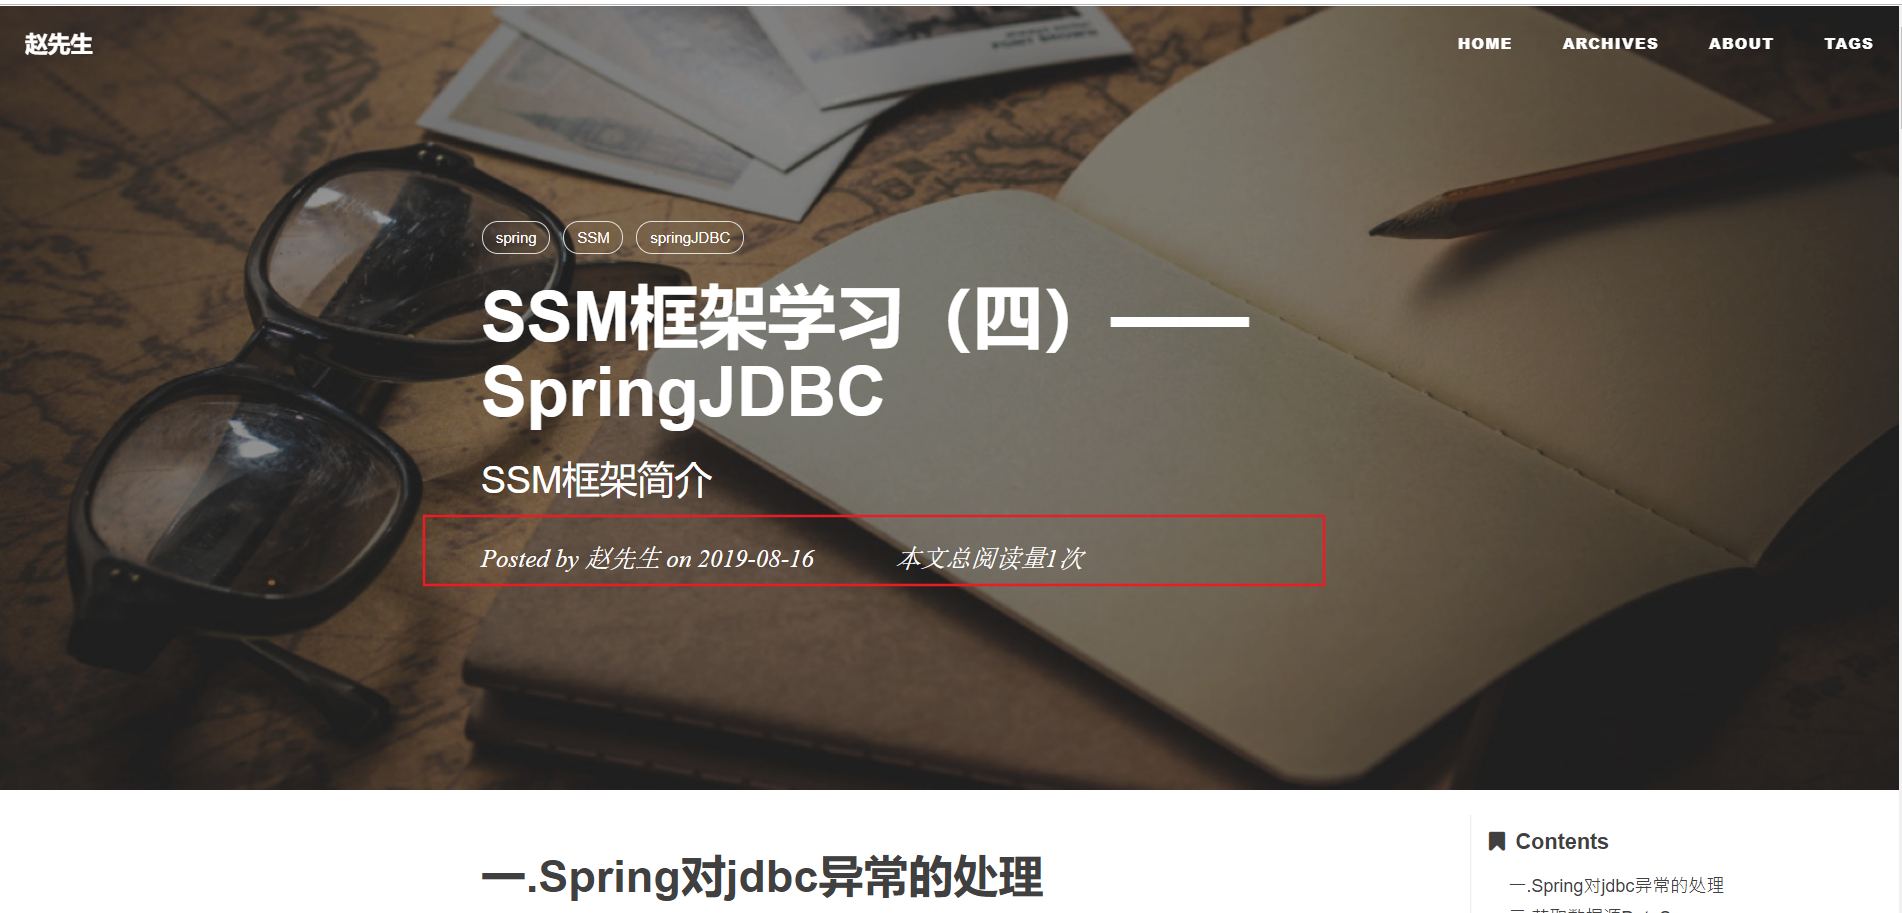 赵先生
HOME ARCHIVES ABOUT TAGS
spring SSM springJDBC
SSM框架学习（四）——
SpringJDBC
SSM框架简介
Posted by 赵先生 on 2019-08-16 本文总阅读量1次
一.Spring对jdbc异常的处理
Contents
一.Spring对jdbc异常的处理